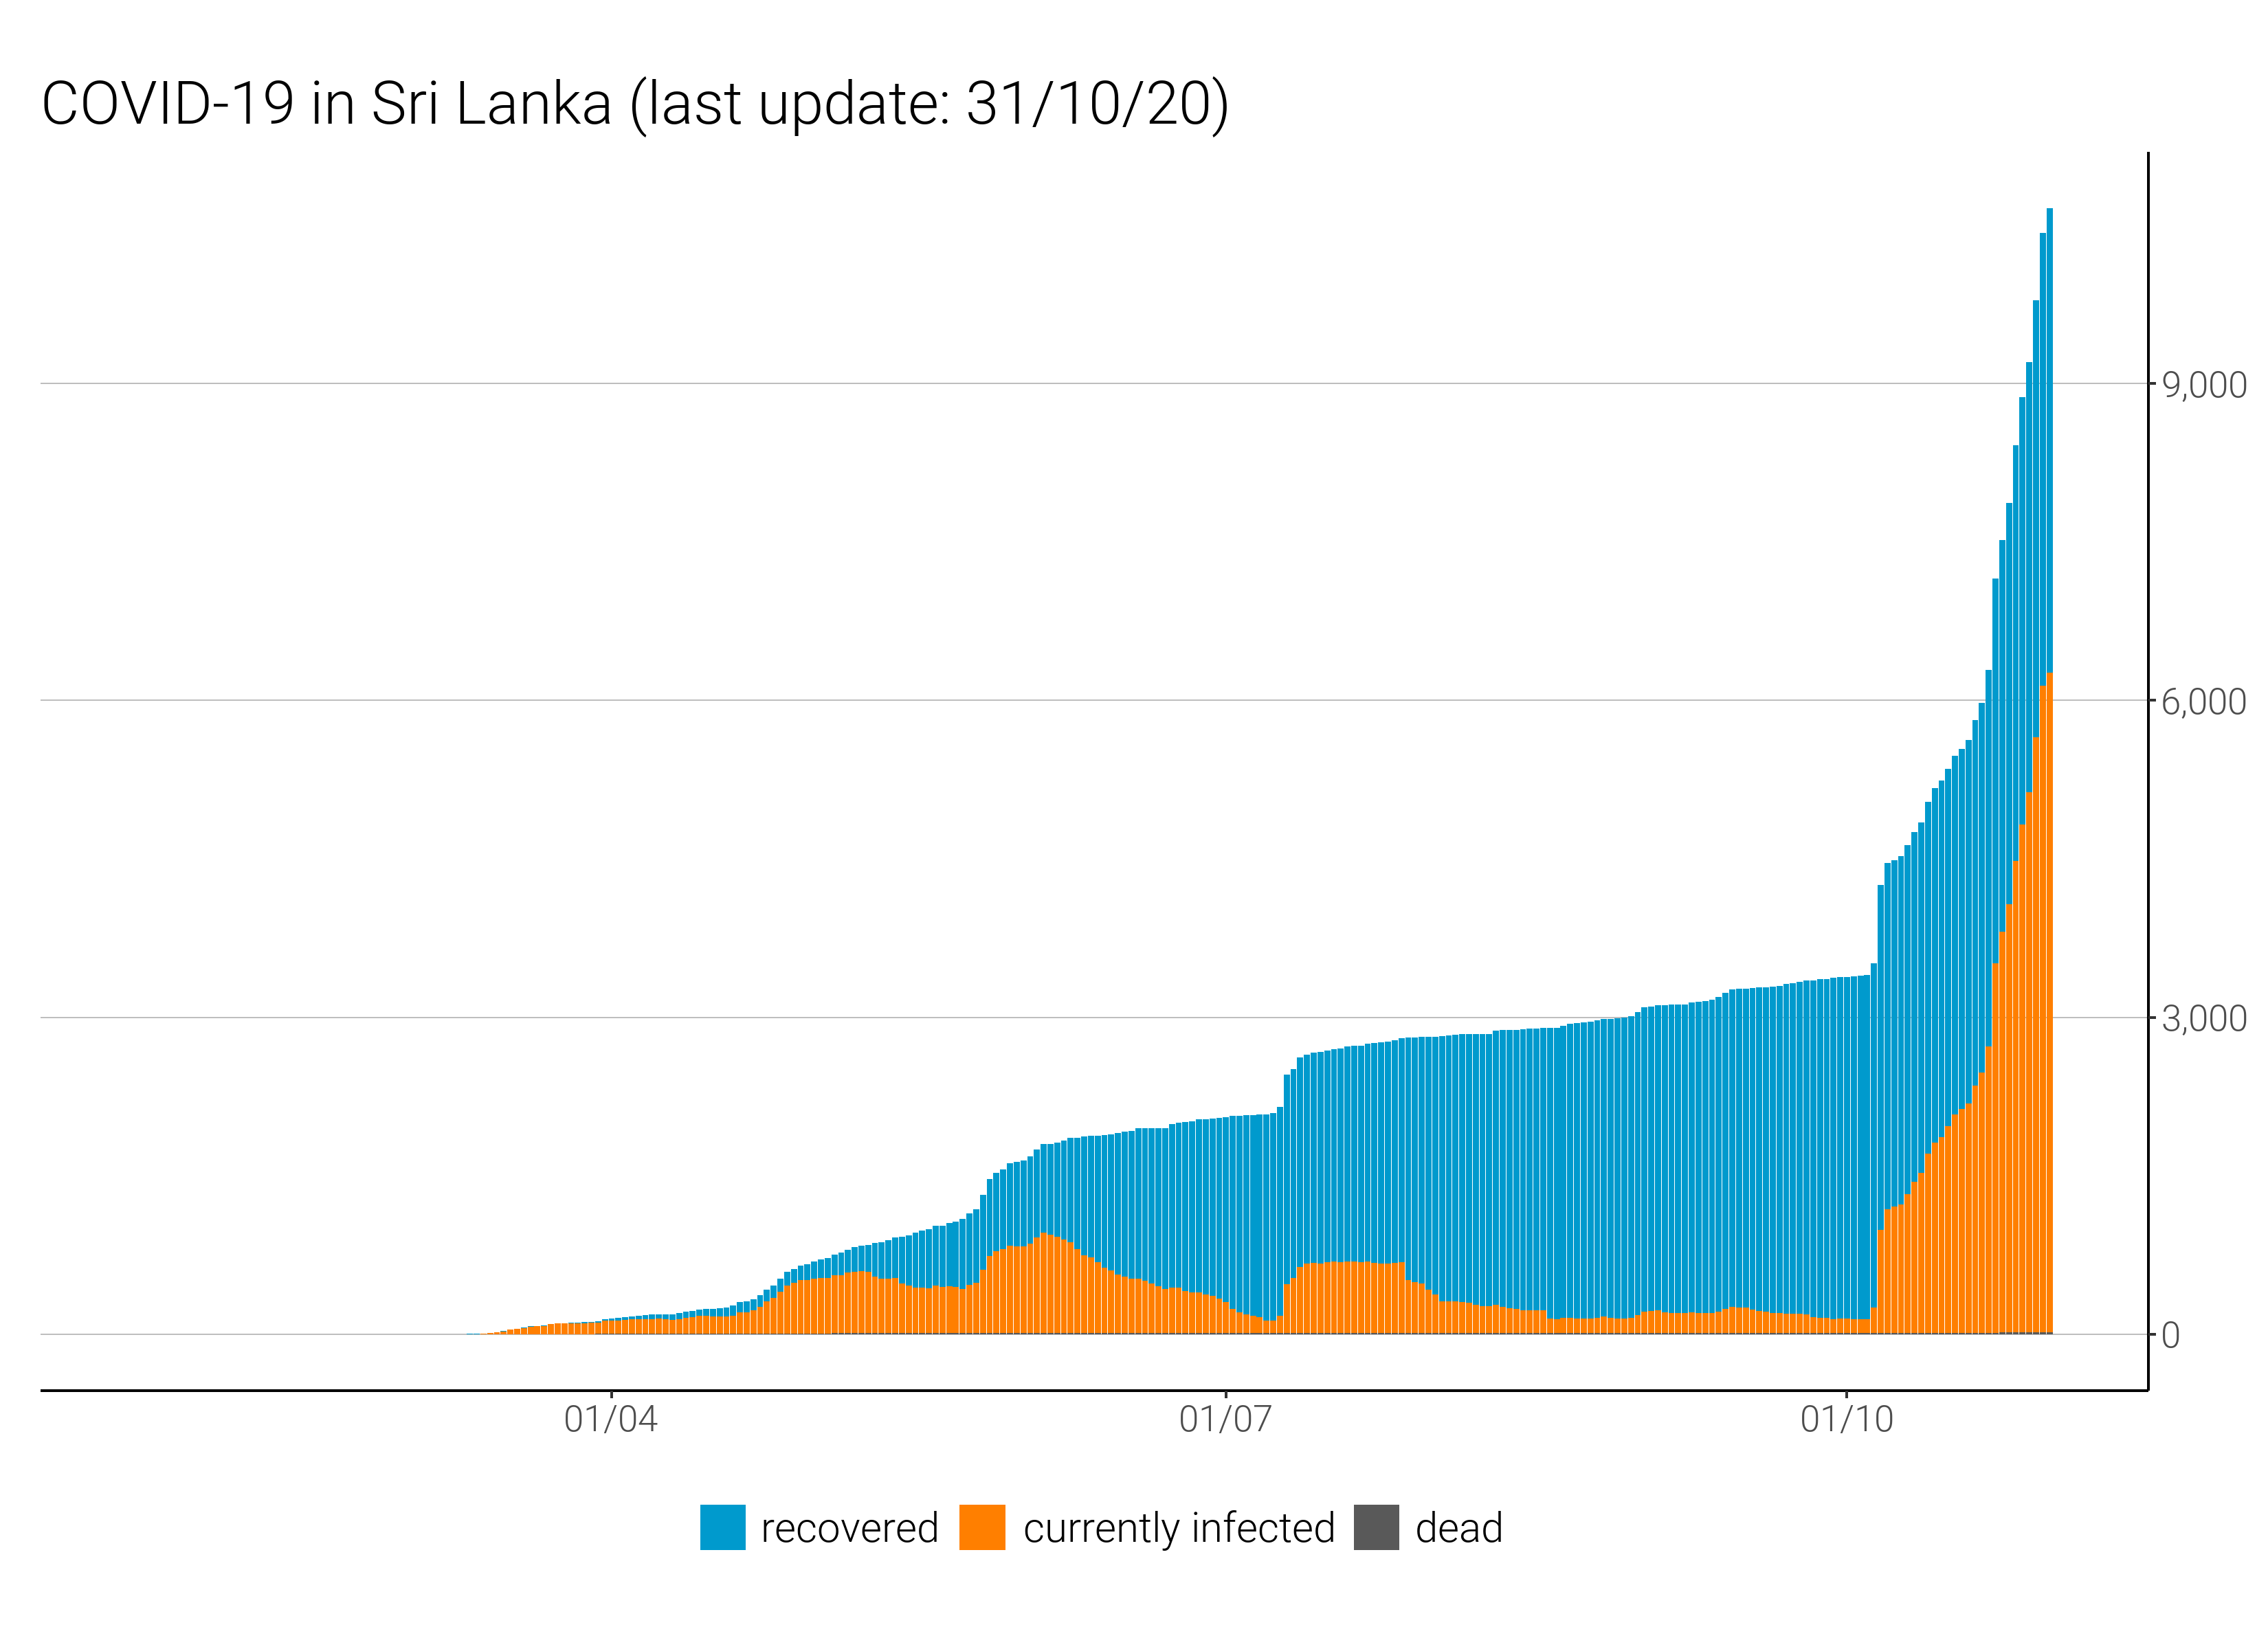 COVID-19 in Sri Lanka (last update: 31/10/20)
9,000
6,000
3,000
0
01/04 01/07 01/10
recovered currently infected dead